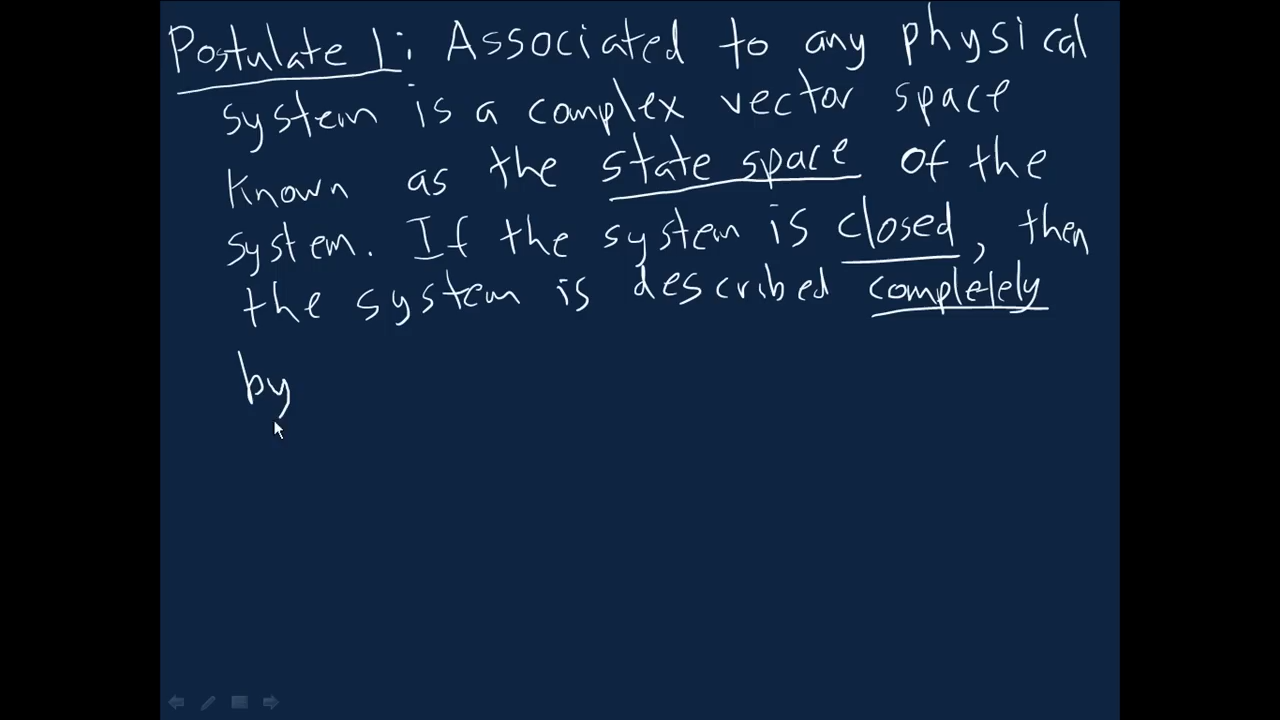 Postulate 1: Associated to any physical
system is a complex vector space
known as the state space of the
system. If the system is closed, then
the system is described completely
by